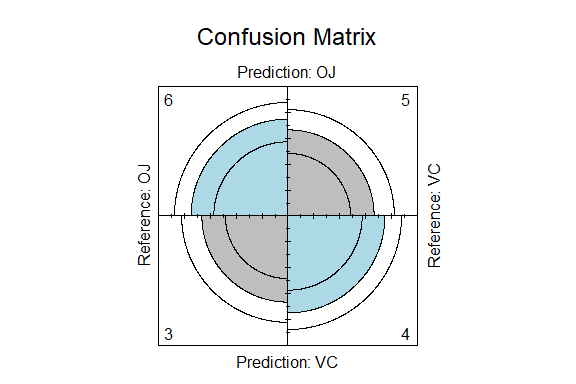 Confusion Matrix
Prediction: OJ
6
5
Reference: OJ
Reference: VC
3
4
Prediction: VC